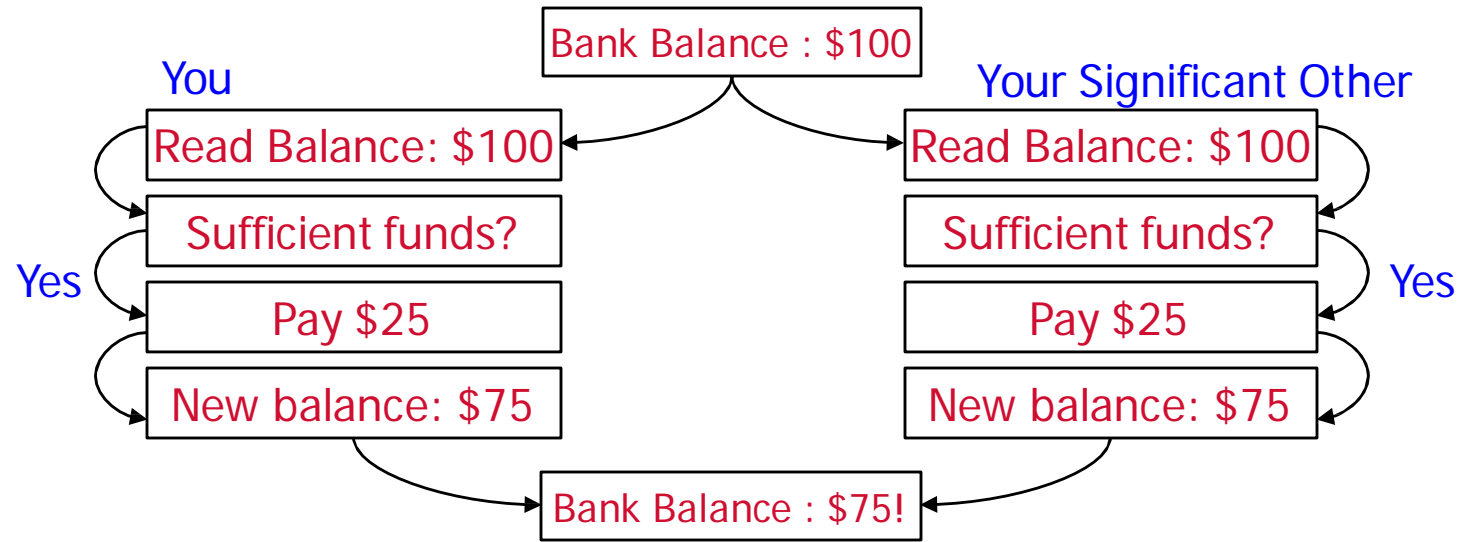 Bank Balance : $100
You
Your Significant Other
Read Balance: $100
Read Balance: $100
Sufficient funds?
Sufficient funds?
Yes
Yes
Pay $25
Pay $25
New balance: $75
New balance: $75
Bank Balance : $75!